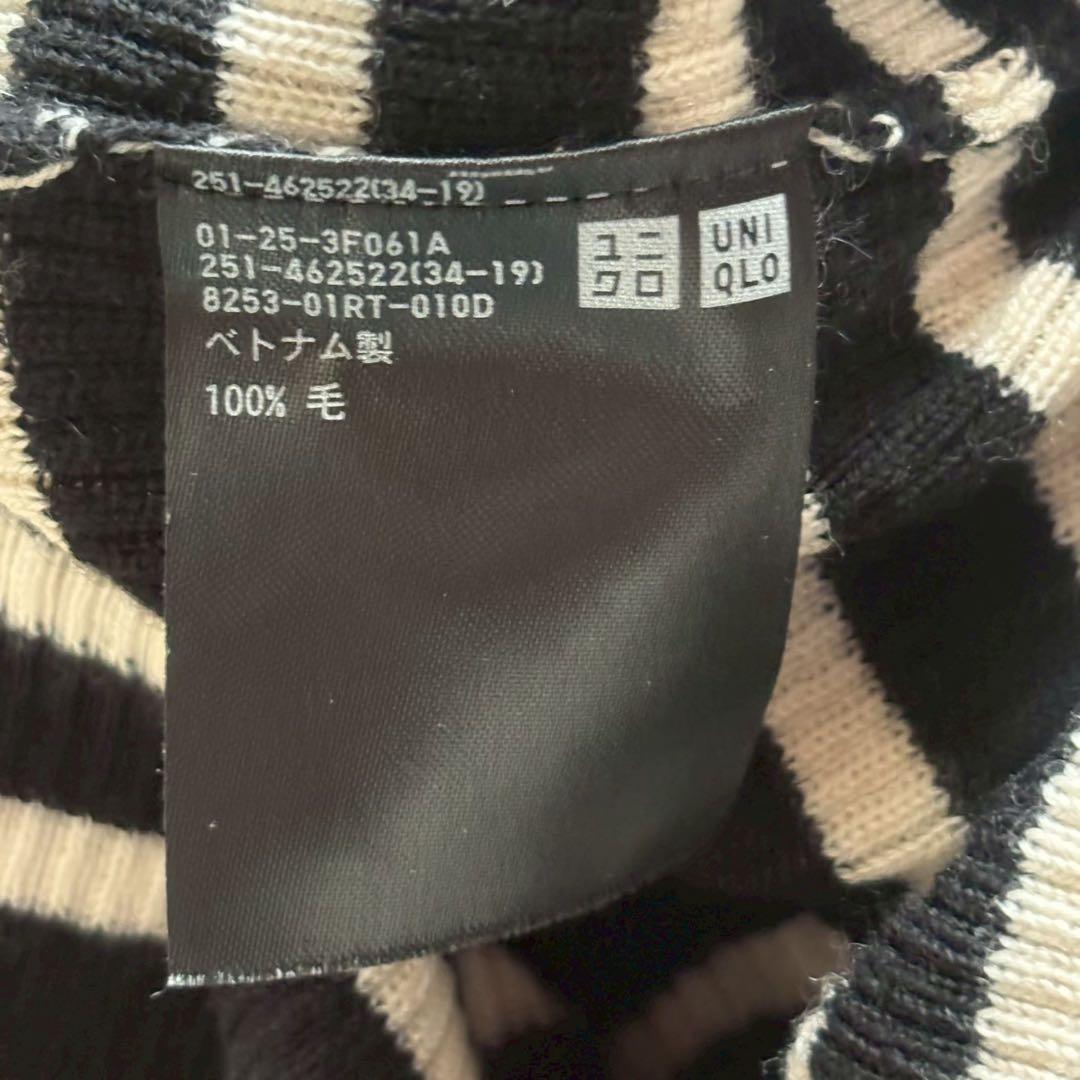 251-462522(34-19)
01-25-3F061A
251-462522(34-19)
8253-01RT-010D
ベトナム製
100% 毛
ユニ
クロ
UNI
QLO